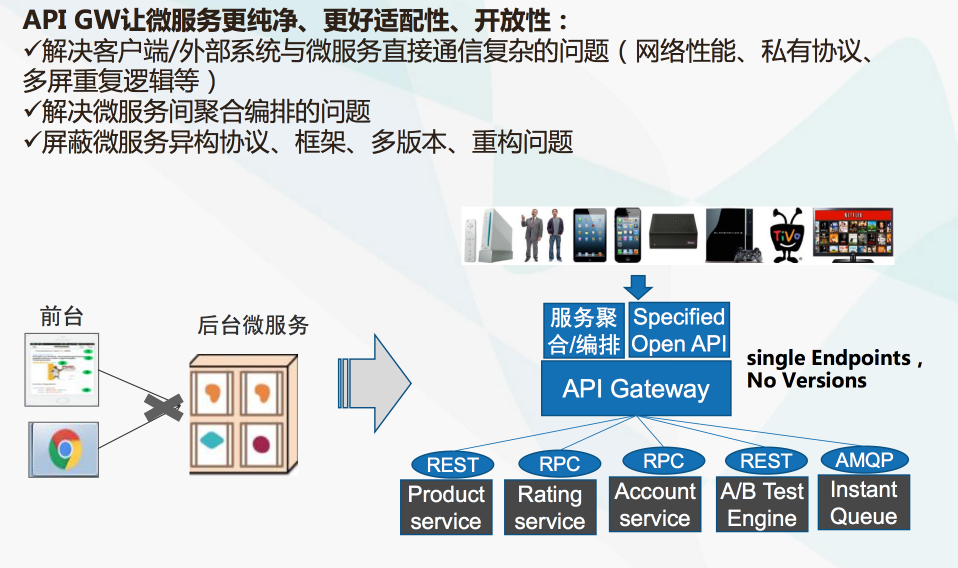 API GW让微服务更纯净、更好适配性、开放性：
✓解决客户端/外部系统与微服务直接通信复杂的问题（网络性能、私有协议、
多屏重复逻辑等）
✓解决微服务间聚合编排的问题
✓屏蔽微服务异构协议、框架、多版本、重构问题
NETFLIX
TiVo
前台
后台微服务
服务聚
合/编排
Specified
Open API
API Gateway
single Endpoints，
No Versions
REST
RPC
RPC
REST
AMQP
Product
service
Rating
service
Account
service
A/B Test
Engine
Instant
Queue